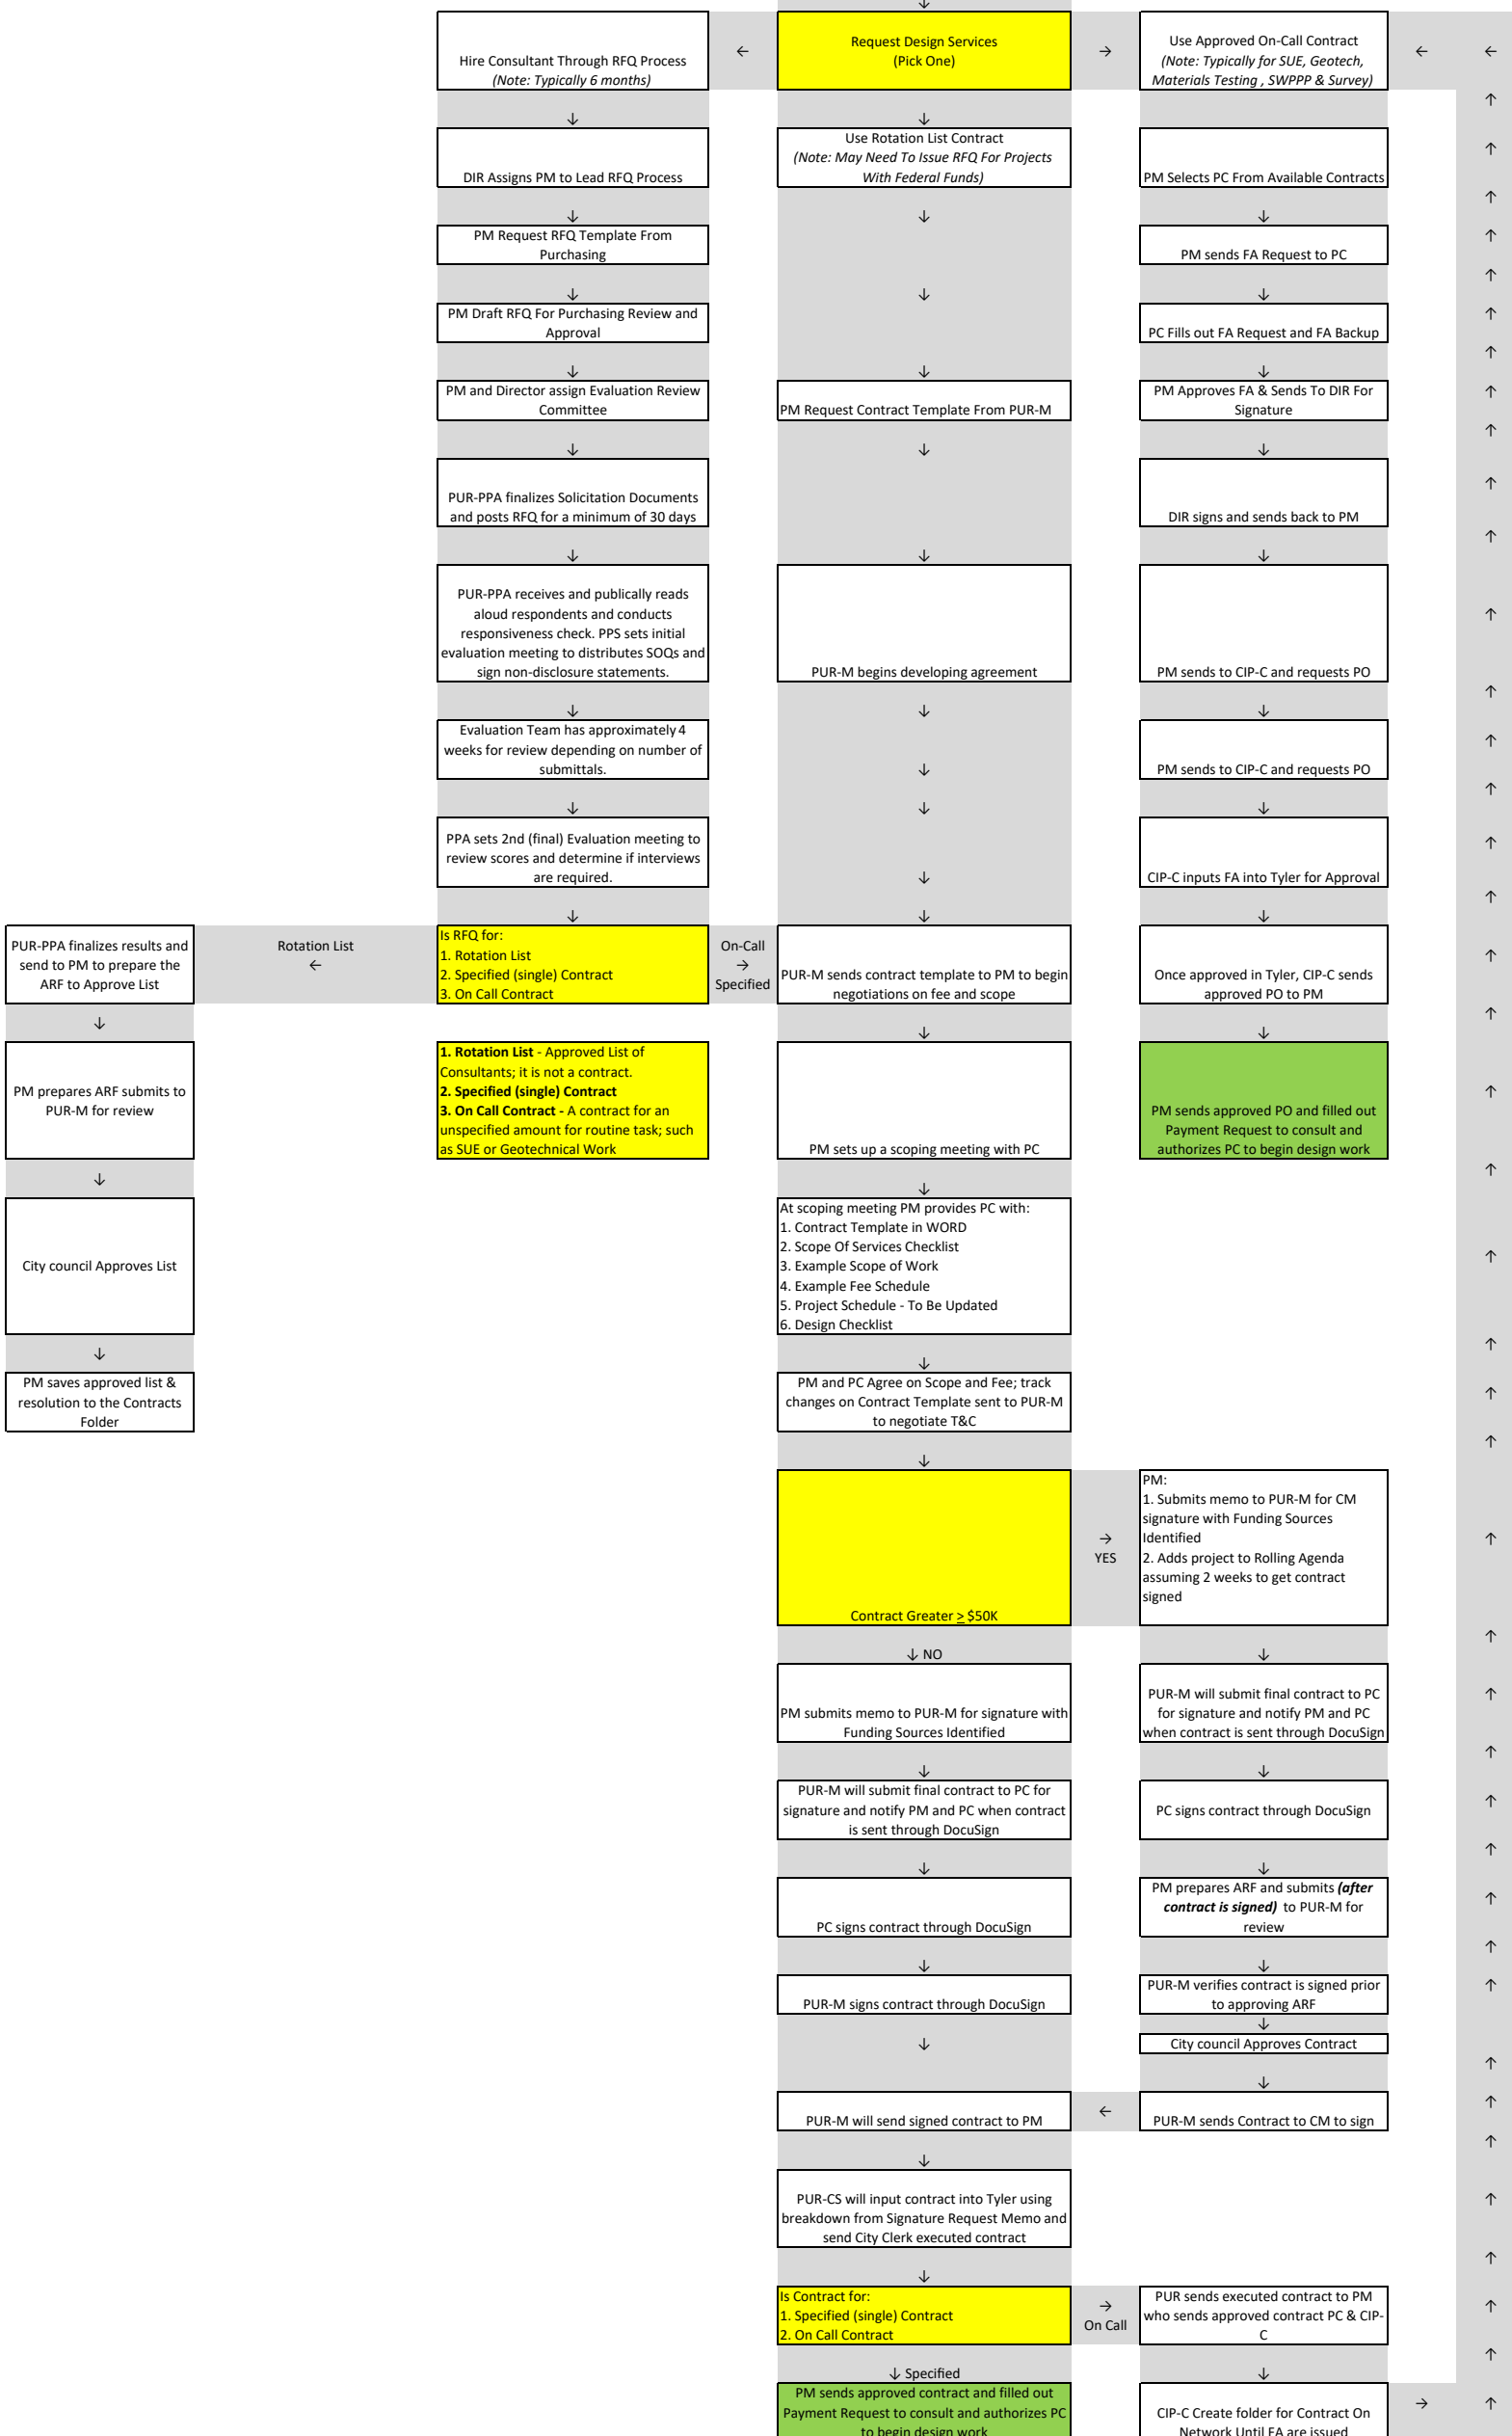 ↓
Hire Consultant Through RFQ Process
(Note: Typically 6 months)
←
Request Design Services
(Pick One)
→
Use Approved On-Call Contract
(Note: Typically for SUE, Geotech,
Materials Testing , SWPPP & Survey)
←
←
↓
DIR Assigns PM to Lead RFQ Process
↓
PM Request RFQ Template From
Purchasing
↓
PM Draft RFQ For Purchasing Review and
Approval
↓
PM and Director assign Evaluation Review
Committee
↓
PUR-PPA finalizes Solicitation Documents
and posts RFQ for a minimum of 30 days
↓
PUR-PPA receives and publically reads
aloud respondents and conducts
responsiveness check. PPS sets initial
evaluation meeting to distributes SOQs and
sign non-disclosure statements.
↓
Evaluation Team has approximately 4
weeks for review depending on number of
submittals.
↓
PPA sets 2nd (final) Evaluation meeting to
review scores and determine if interviews
are required.
↓
Is RFQ for:
1. Rotation List
2. Specified (single) Contract
3. On Call Contract
1. Rotation List - Approved List of
Consultants; it is not a contract.
2. Specified (single) Contract
3. On Call Contract - A contract for an
unspecified amount for routine task; such
as SUE or Geotechnical Work
Rotation List
←
PUR-PPA finalizes results and
send to PM to prepare the
ARF to Approve List
↓
PM prepares ARF submits to
PUR-M for review
↓
City council Approves List
↓
PM saves approved list &
resolution to the Contracts
Folder
On-Call
→
Specified
↓
Use Rotation List Contract
(Note: May Need To Issue RFQ For Projects
With Federal Funds)
↓
↓
↓
PM Request Contract Template From PUR-M
↓
↓
PUR-M begins developing agreement
↓
↓
↓
↓
↓
PUR-M sends contract template to PM to begin
negotiations on fee and scope
↓
PM sets up a scoping meeting with PC
↓
At scoping meeting PM provides PC with:
1. Contract Template in WORD
2. Scope Of Services Checklist
3. Example Scope of Work
4. Example Fee Schedule
5. Project Schedule - To Be Updated
6. Design Checklist
↓
PM and PC Agree on Scope and Fee; track
changes on Contract Template sent to PUR-M
to negotiate T&C
↓
Contract Greater ≥ $50K
→
YES
↓ NO
PM submits memo to PUR-M for signature with
Funding Sources Identified
↓
PUR-M will submit final contract to PC for
signature and notify PM and PC when contract
is sent through DocuSign
↓
PC signs contract through DocuSign
↓
PUR-M signs contract through DocuSign
↓
PUR-M will send signed contract to PM
←
↓
PUR-CS will input contract into Tyler using
breakdown from Signature Request Memo and
send City Clerk executed contract
↓
Is Contract for:
1. Specified (single) Contract
2. On Call Contract
→
On Call
↓ Specified
PM sends approved contract and filled out
Payment Request to consult and authorizes PC
to begin design work
PM Selects PC From Available Contracts
↓
PM sends FA Request to PC
↓
PC Fills out FA Request and FA Backup
↓
PM Approves FA & Sends To DIR For
Signature
↓
DIR signs and sends back to PM
↓
PM sends to CIP-C and requests PO
↓
PM sends to CIP-C and requests PO
↓
CIP-C inputs FA into Tyler for Approval
Once approved in Tyler, CIP-C sends
approved PO to PM
↓
PM sends approved PO and filled out
Payment Request to consult and
authorizes PC to begin design work
PM:
1. Submits memo to PUR-M for CM
signature with Funding Sources
Identified
2. Adds project to Rolling Agenda
assuming 2 weeks to get contract
signed
↓
PUR-M will submit final contract to PC
for signature and notify PM and PC
when contract is sent through DocuSign
↓
PC signs contract through DocuSign
↓
PM prepares ARF and submits (after
contract is signed) to PUR-M for
review
↓
PUR-M verifies contract is signed prior
to approving ARF
↓
City council Approves Contract
↓
PUR-M sends Contract to CM to sign
PUR sends executed contract to PM
who sends approved contract PC & CIP-
C
↓
CIP-C Create folder for Contract On
Network Until FA are issued
→